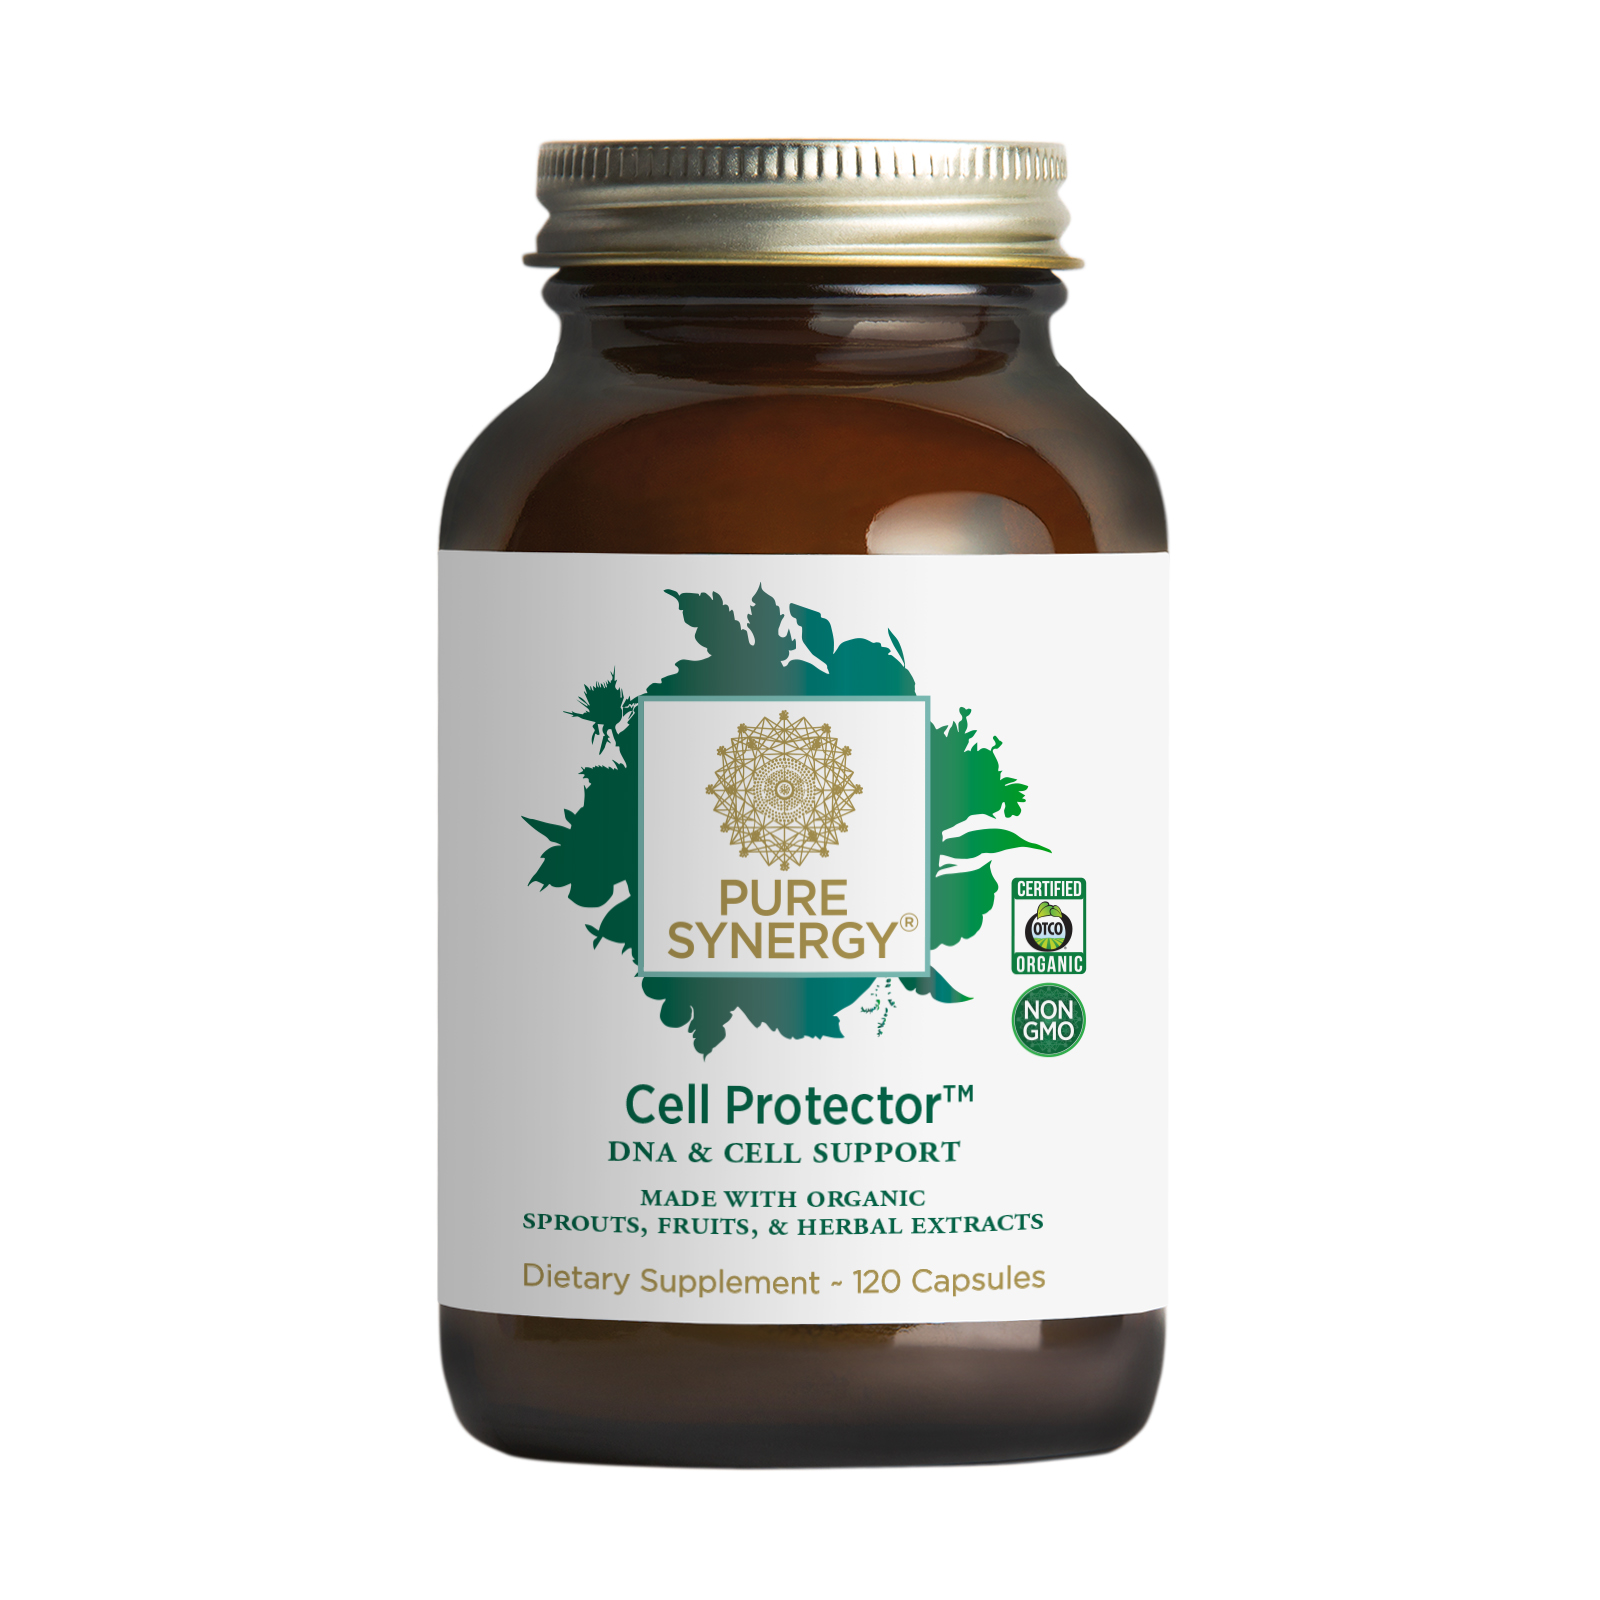 PURE
SYNERGY®
CERTIFIED
OTCO
ORGANIC
NON
GMO
Cell Protector™
DNA & CELL SUPPORT
MADE WITH ORGANIC
SPROUTS, FRUITS, & HERBAL EXTRACTS
Dietary Supplement ~ 120 Capsules